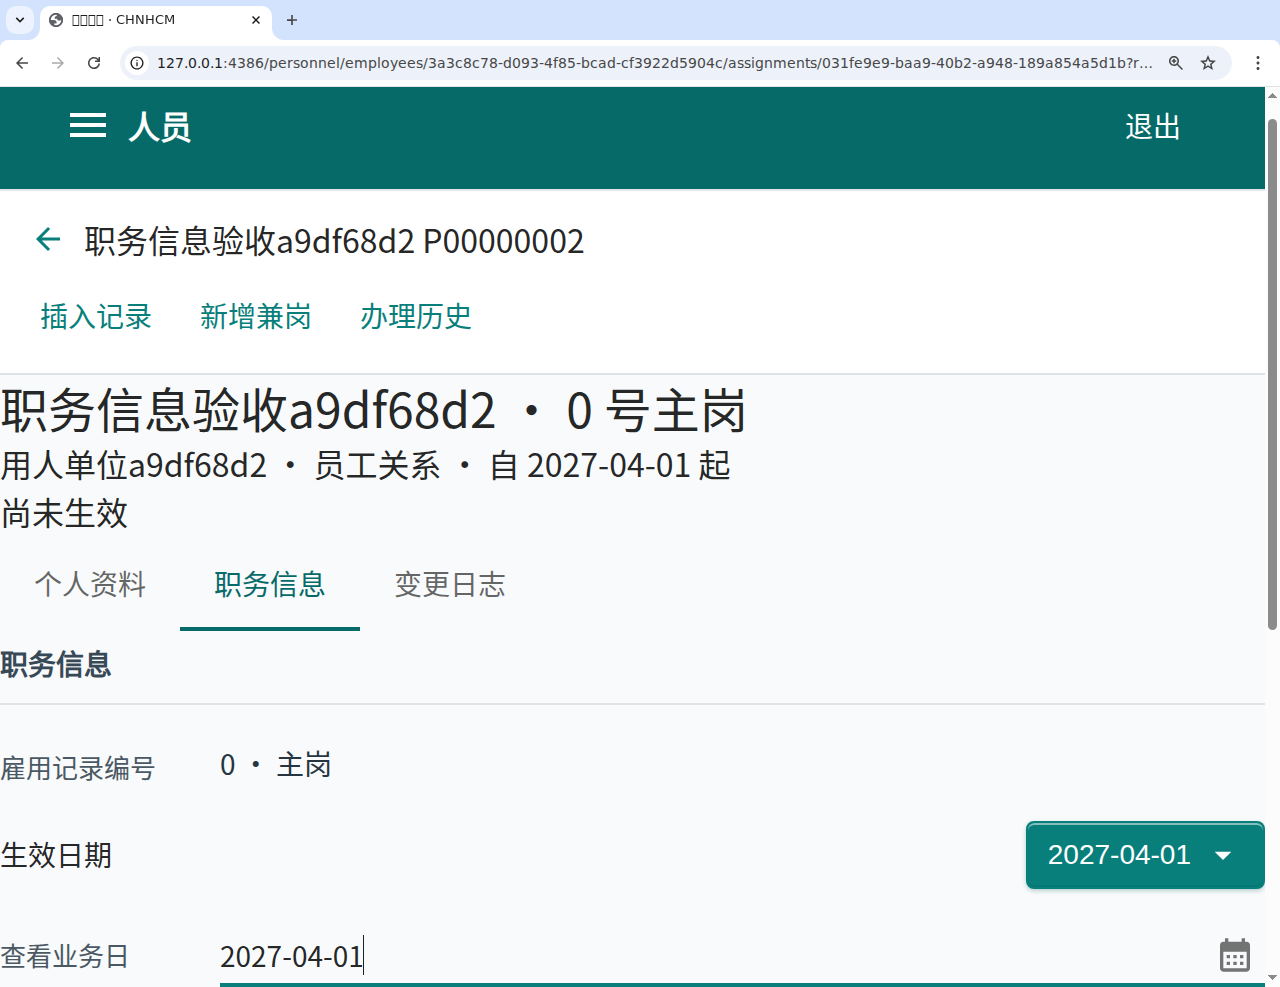 · CHNHCM
127.0.0.1:4386/personnel/employees/3a3c8c78-d093-4f85-bcad-cf3922d5904c/assignments/031fe9e9-baa9-40b2-a948-189a854a5d1b?r...
人员
退出
职务信息验收a9df68d2 P00000002
插入记录 新增兼岗 办理历史
职务信息验收a9df68d2 · 0 号主岗
用人单位a9df68d2 · 员工关系 · 自 2027-04-01 起
尚未生效
个人资料 职务信息 变更日志
职务信息
雇用记录编号 0 · 主岗
生效日期 2027-04-01
查看业务日 2027-04-01